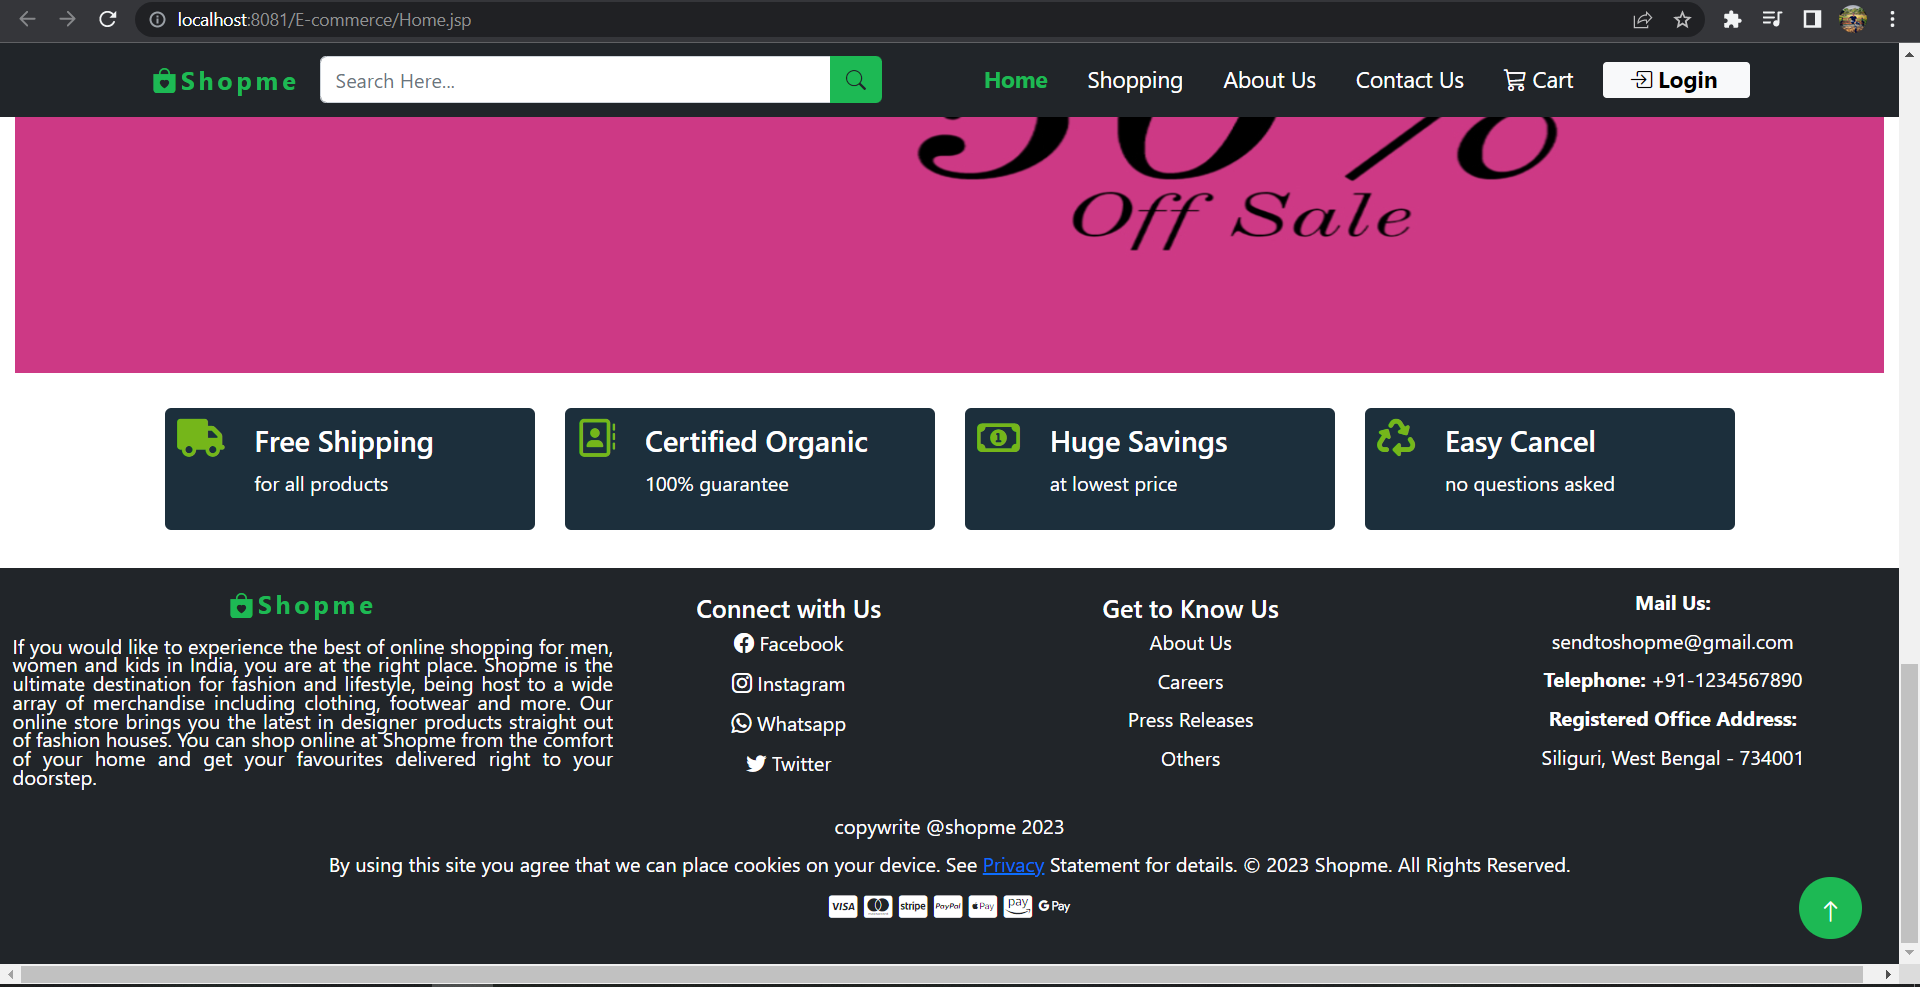 localhost:8081/E-commerce/Home.jsp
Shopme
Search Here...
Home
Shopping
About Us
Contact Us
Cart
Login
50%
Off Sale
Free Shipping
for all products
Certified Organic
100% guarantee
Huge Savings
at lowest price
Easy Cancel
no questions asked
Shopme
If you would like to experience the best of online shopping for men,
women and kids in India, you are at the right place. Shopme is the
ultimate destination for fashion and lifestyle, being host to a wide
array of merchandise including clothing, footwear and more. Our
online store brings you the latest in designer products straight out
of fashion houses. You can shop online at Shopme from the comfort
of your home and get your favourites delivered right to your
doorstep.
Connect with Us
Facebook
Instagram
Whatsapp
Twitter
Get to Know Us
About Us
Careers
Press Releases
Others
Mail Us:
sendtoshopme@gmail.com
Telephone: +91-1234567890
Registered Office Address:
Siliguri, West Bengal - 734001
copywrite @shopme 2023
By using this site you agree that we can place cookies on your device. See Privacy Statement for details. © 2023 Shopme. All Rights Reserved.
VISA
stripe
PayPal
Pay
pay
G Pay